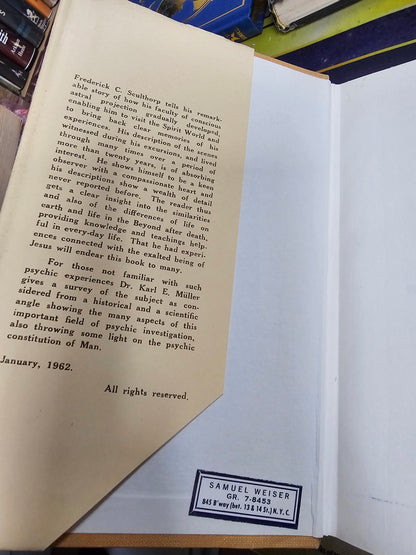 Frederick C. Sculthorp tells his remark-
able story of how his faculty of conscious
astral projection gradually developed,
enabling him to visit the Spirit World and
to bring back clear memories of his
experiences. His description of the scenes
witnessed during his excursions, and lived
through many times over a period of
more than twenty years, is of absorbing
interest. He shows himself to be a keen
observer with a compassionate heart and
his descriptions show a wealth of detail
never reported before. The reader thus
gets a clear insight into the similarities
and also of the differences of life on
earth and life in the Beyond after death,
providing knowledge and teachings help-
ful in every-day life. That he had experi-
ences connected with the exalted being of
Jesus will endear this book to many.
For those not familiar with such
psychic experiences Dr. Karl E. Müller
gives a survey of the subject as con-
sidered from a historical and a scientific
angle showing the many aspects of this
important field of psychic investigation,
also throwing some light on the psychic
constitution of Man.
January, 1962.
All rights reserved.
SAMUEL WEISER
GR. 7-8453
845 B'way (bet. 13 & 14 St.) N.Y.C.